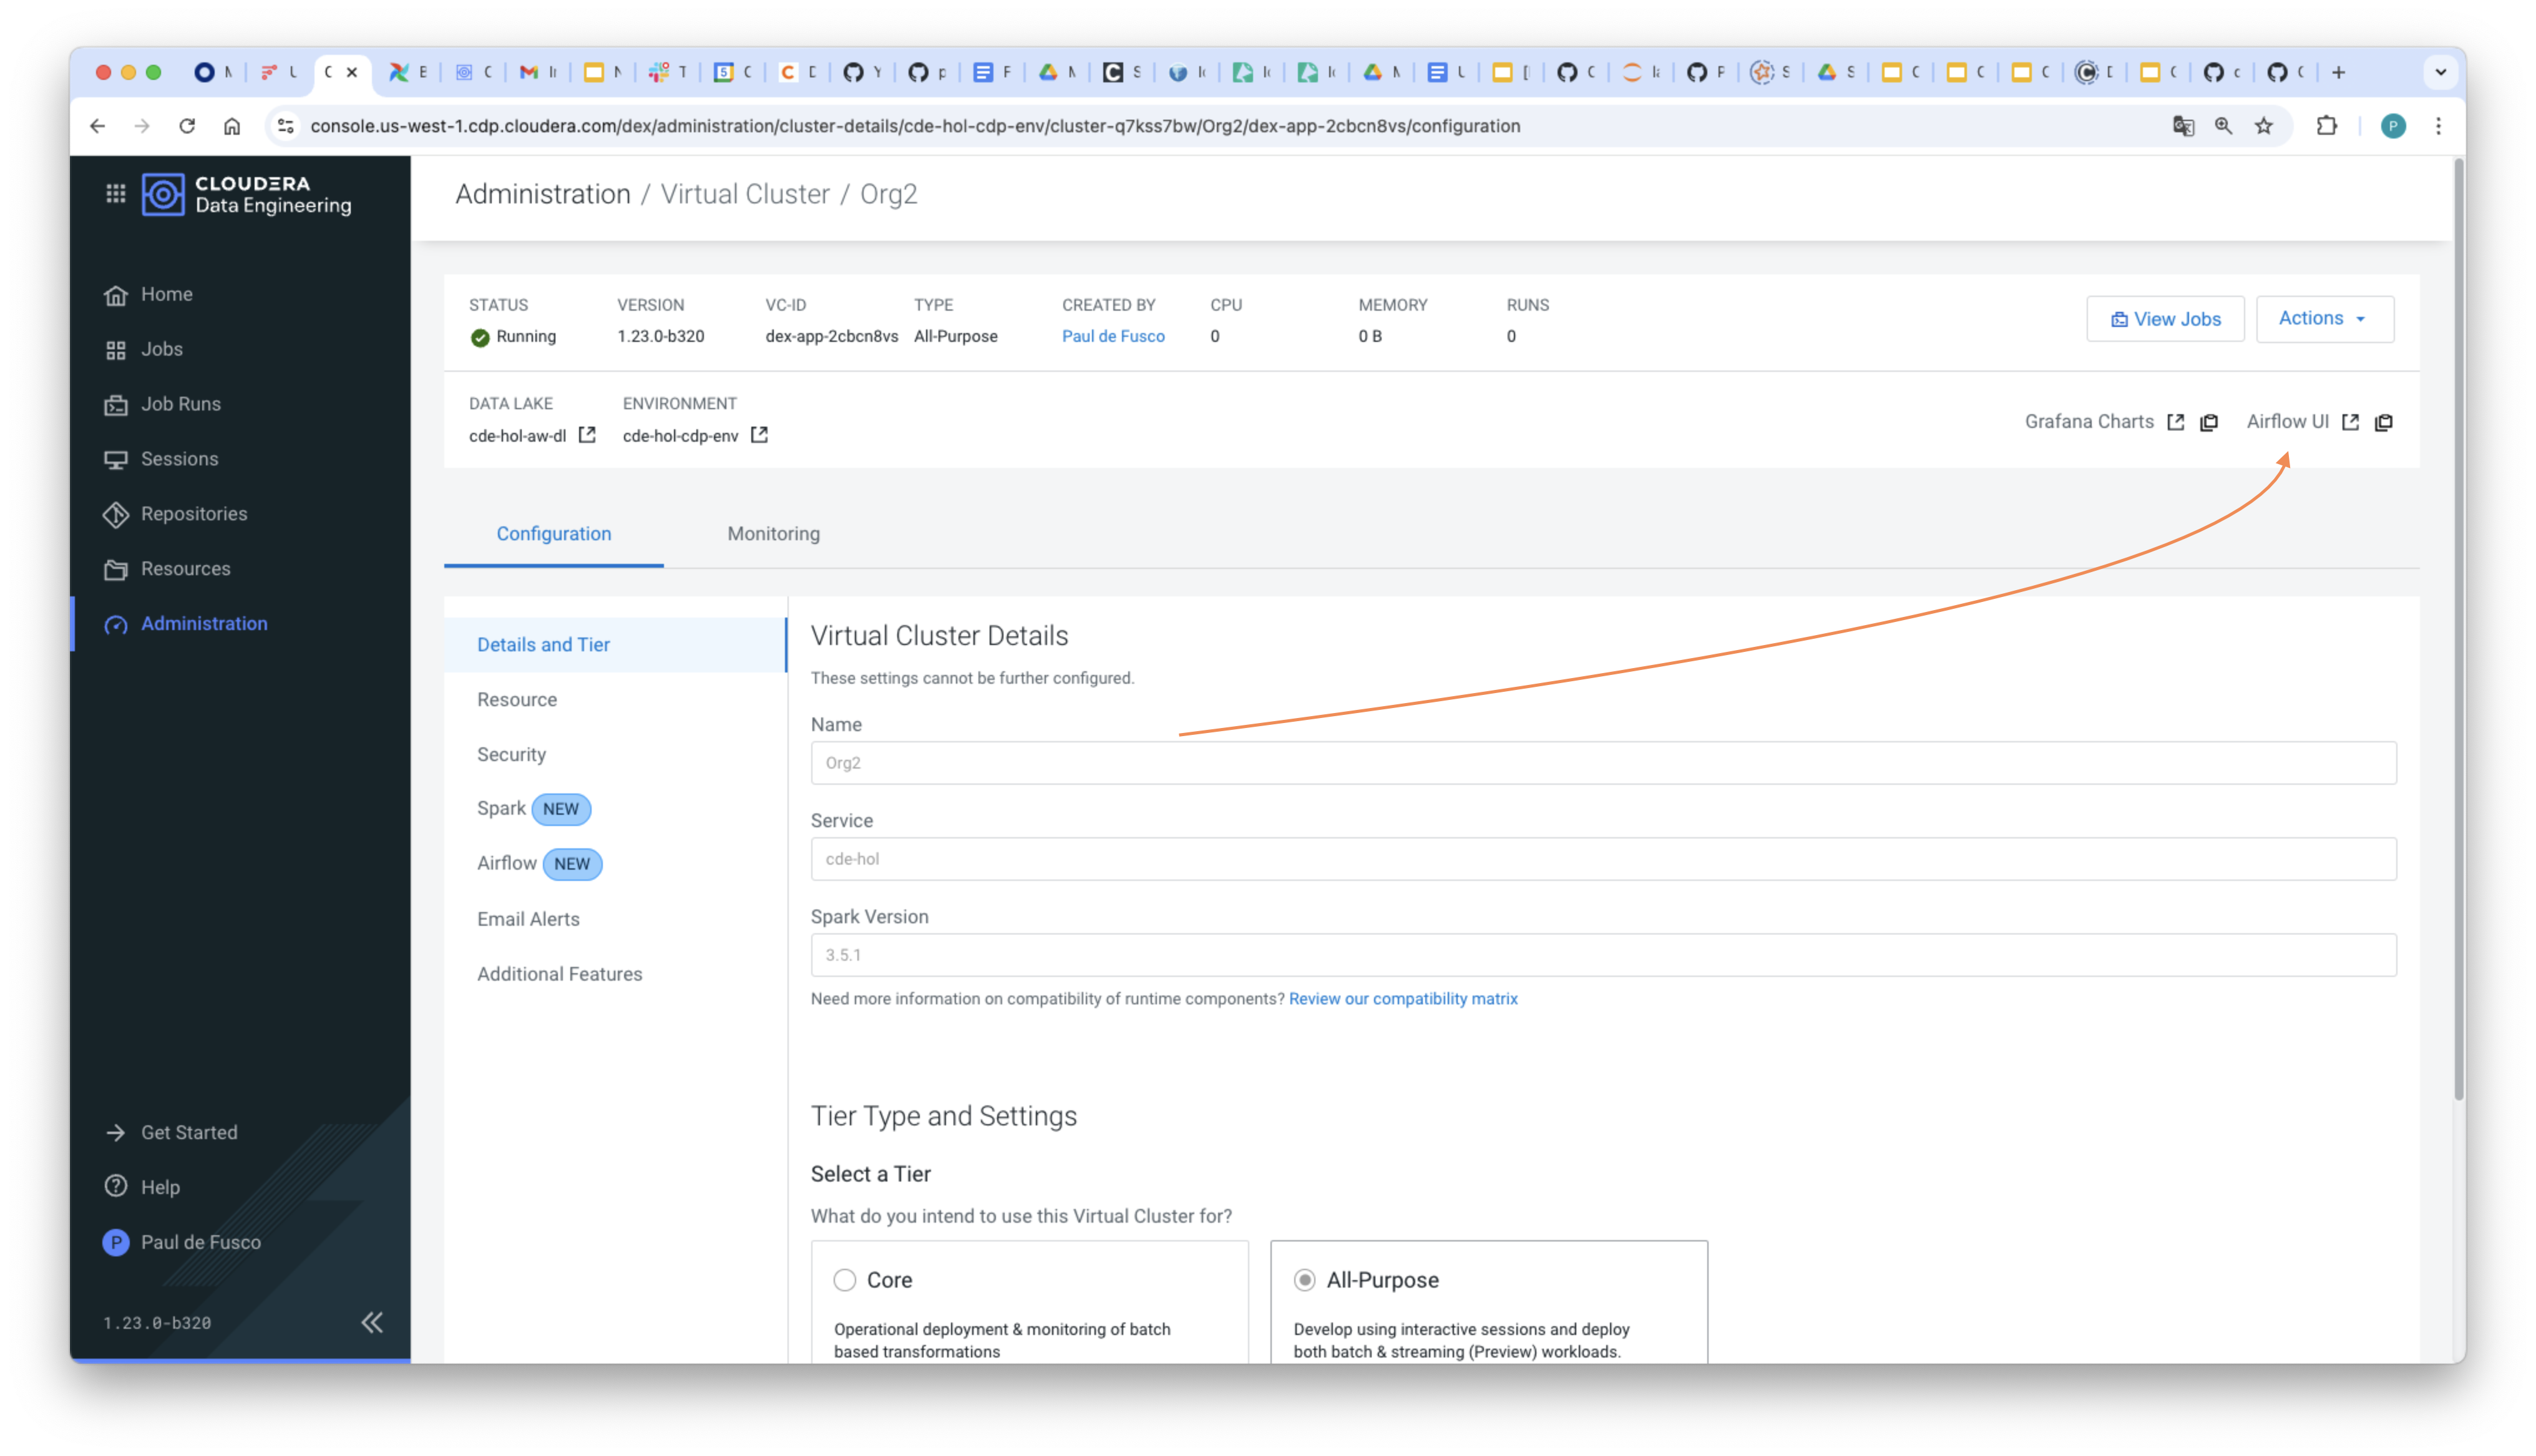 console.us-west-1.cdp.cloudera.com/dex/administration/cluster-details/cde-hol-cdp-env/cluster-q7kss7bw/Org2/dex-app-2cbcn8vs/configuration
CLOUDERA
Data Engineering
Home
Jobs
Job Runs
Sessions
Repositories
Resources
Administration
Get Started
Help
P Paul de Fusco
1.23.0-b320
Administration / Virtual Cluster / Org2
STATUS VERSION VC-ID TYPE CREATED BY CPU MEMORY RUNS
Running 1.23.0-b320 dex-app-2cbcn8vs All-Purpose Paul de Fusco 0 0 B 0
View Jobs Actions
DATA LAKE ENVIRONMENT
cde-hol-aw-dl cde-hol-cdp-env
Grafana Charts Airflow UI
Configuration Monitoring
Details and Tier
Resource
Security
Spark NEW
Airflow NEW
Email Alerts
Additional Features
Virtual Cluster Details
These settings cannot be further configured.
Name
Org2
Service
cde-hol
Spark Version
3.5.1
Need more information on compatibility of runtime components? Review our compatibility matrix
Tier Type and Settings
Select a Tier
What do you intend to use this Virtual Cluster for?
Core
Operational deployment & monitoring of batch
based transformations
All-Purpose
Develop using interactive sessions and deploy
both batch & streaming (Preview) workloads.